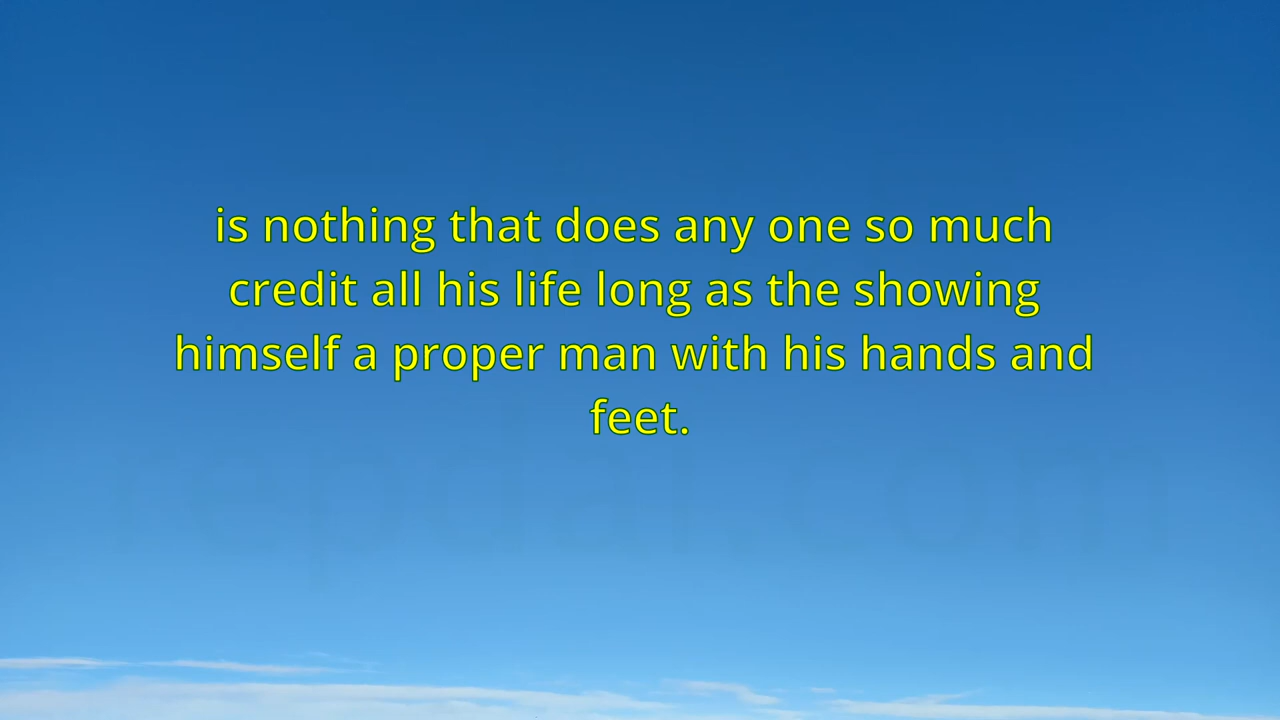 is nothing that does any one so much
credit all his life long as the showing
himself a proper man with his hands and
feet.